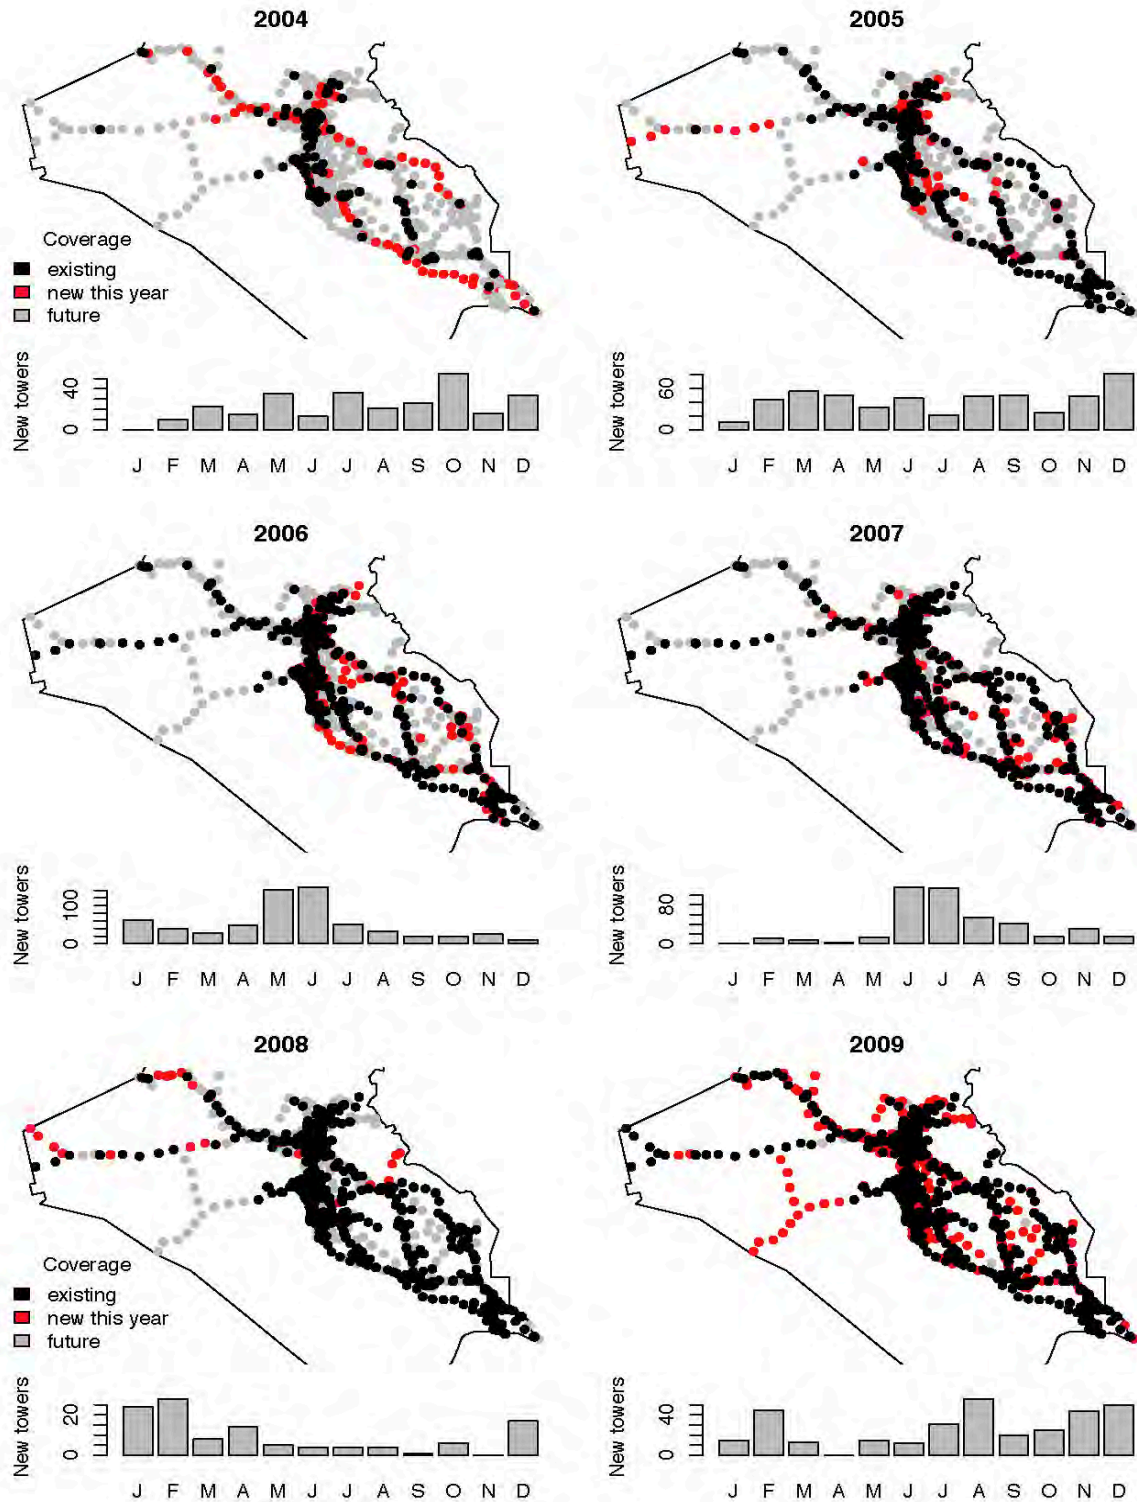 2004
2005
Coverage
existing
new this year
future
New towers
0 40
J F M A M J J A S O N D
New towers
0 60
J F M A M J J A S O N D
2006
2007
New towers
0 100
J F M A M J J A S O N D
New towers
0 80
J F M A M J J A S O N D
2008
2009
Coverage
existing
new this year
future
New towers
0 20
J F M A M J J A S O N D
New towers
0 40
J F M A M J J A S O N D